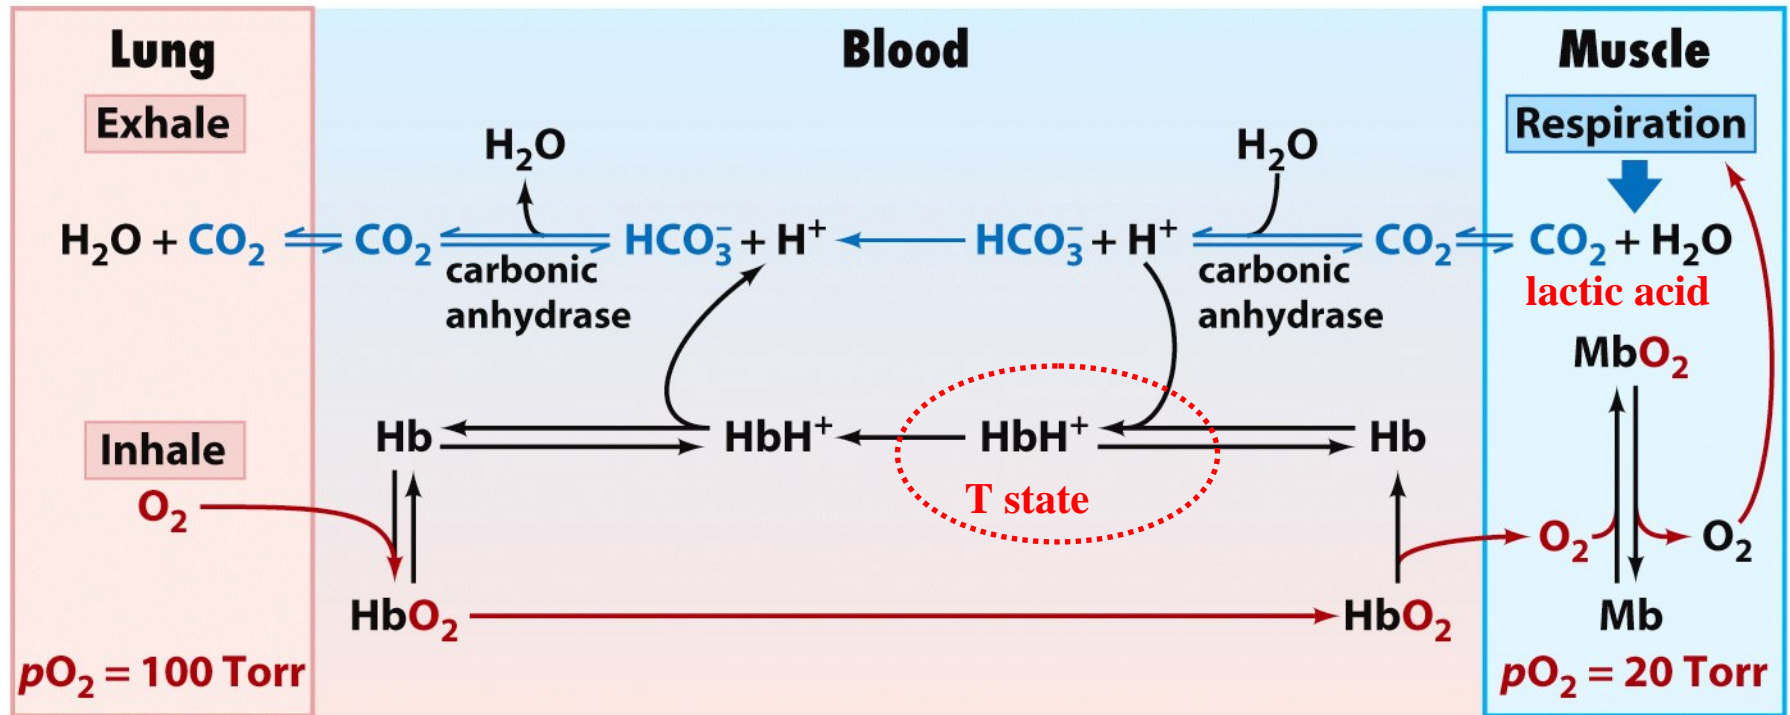 Lung
Blood
Muscle
Exhale
Respiration
H₂O
H₂O
H₂O + CO₂ ⇌ CO₂ ⇌ HCO₃⁻ + H⁺ ← HCO₃⁻ + H⁺ ⇌ CO₂ ⇌ CO₂ + H₂O
carbonic anhydrase
carbonic anhydrase
lactic acid
MbO₂
Inhale
Hb ⇌ HbH⁺ ← HbH⁺ ⇌ Hb
T state
O₂
O₂
O₂
HbO₂ → HbO₂
Mb
pO₂ = 100 Torr
pO₂ = 20 Torr